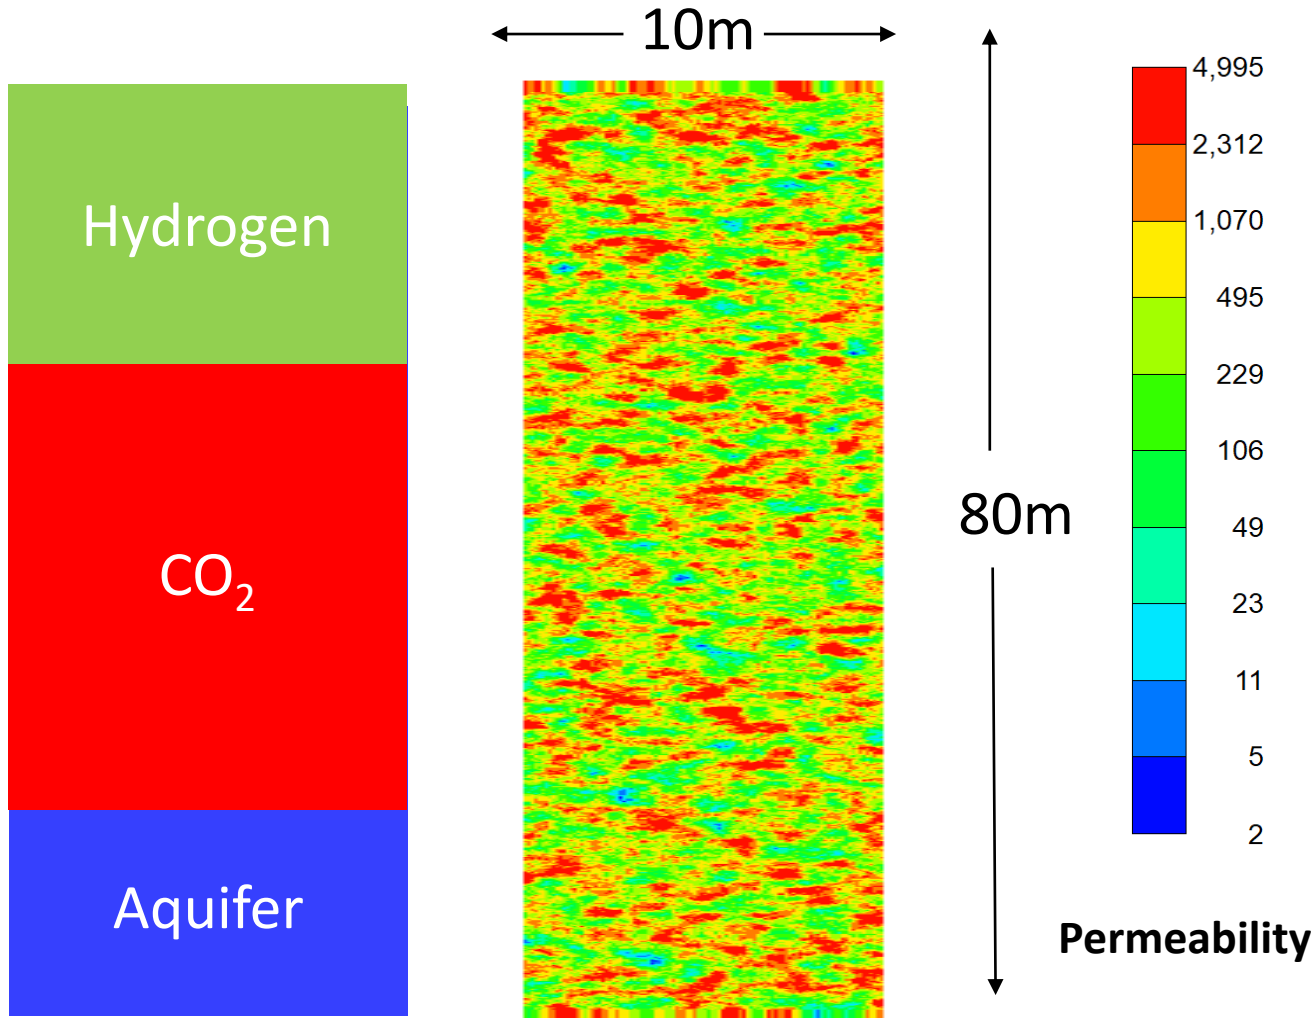 10m
Hydrogen
CO₂
Aquifer
80m
4,995
2,312
1,070
495
229
106
49
23
11
5
2
Permeability